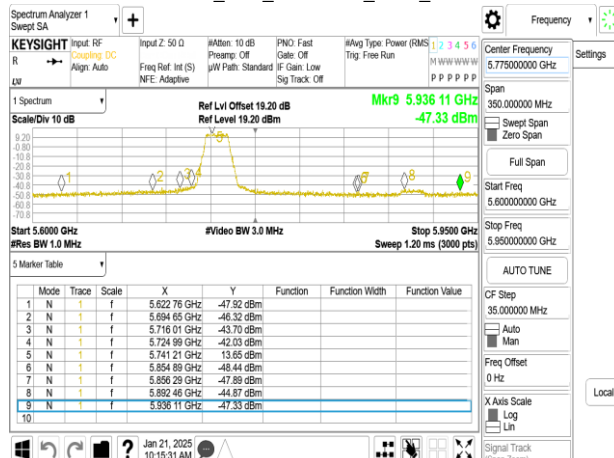 Spectrum Analyzer 1
Swept SA
+
Frequency
KEYSIGHT
R
Input: RF
Coupling: DC
Align: Auto
Input Z: 50 Ω
Freq Ref: Int (S)
NFE: Adaptive
#Atten: 10 dB
Preamp: Off
µW Path: Standard
PNO: Fast
Gate: Off
IF Gain: Low
Sig Track: Off
#Avg Type: Power (RMS
Trig: Free Run
1 2 3 4 5 6
M W W W W W
P P P P P P
1 Spectrum
Scale/Div 10 dB
Ref Lvl Offset 19.20 dB
Ref Level 19.20 dBm
Mkr9 5.936 11 GHz
-47.33 dBm
9.20
-0.80
-10.8
-20.8
-30.8
-40.8
-50.8
-60.8
-70.8
1
2
3
4
5
8
9
Start 5.6000 GHz
#Res BW 1.0 MHz
#Video BW 3.0 MHz
Stop 5.9500 GHz
Sweep 1.20 ms (3000 pts)
5 Marker Table
Mode Trace Scale X Y Function Function Width Function Value
1 N 1 f 5.622 76 GHz -47.92 dBm
2 N 1 f 5.694 65 GHz -46.32 dBm
3 N 1 f 5.716 01 GHz -43.70 dBm
4 N 1 f 5.724 99 GHz -42.03 dBm
5 N 1 f 5.741 21 GHz 13.65 dBm
6 N 1 f 5.854 89 GHz -48.44 dBm
7 N 1 f 5.856 29 GHz -47.89 dBm
8 N 1 f 5.892 46 GHz -44.87 dBm
9 N 1 f 5.936 11 GHz -47.33 dBm
10
?
Jan 21, 2025
10:15:31 AM
Center Frequency
5.775000000 GHz
Settings
Span
350.000000 MHz
Swept Span
Zero Span
Full Span
Start Freq
5.600000000 GHz
Stop Freq
5.950000000 GHz
AUTO TUNE
CF Step
35.000000 MHz
Auto
Man
Freq Offset
0 Hz
Local
X Axis Scale
Log
Lin
Signal Track